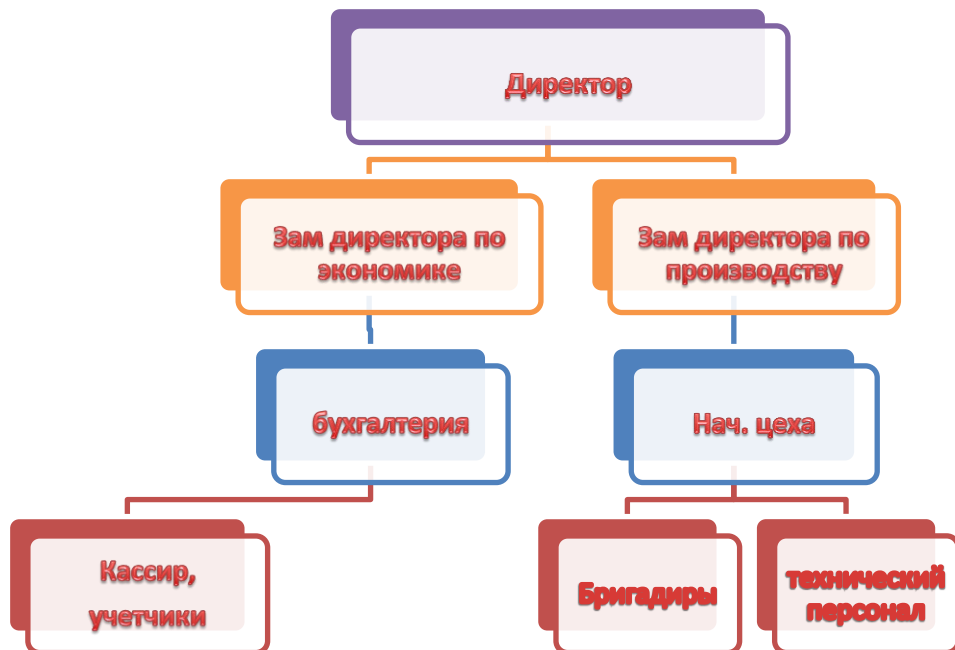 Директор
Зам директора по
экономике
Зам директора по
производству
бухгалтерия
Нач. цеха
Кассир,
учетчики
Бригадиры
технический
персонал